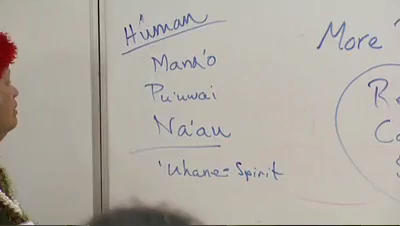 Human
Mana'o
Pu'uwai
Na'au
'Uhane = Spirit
More